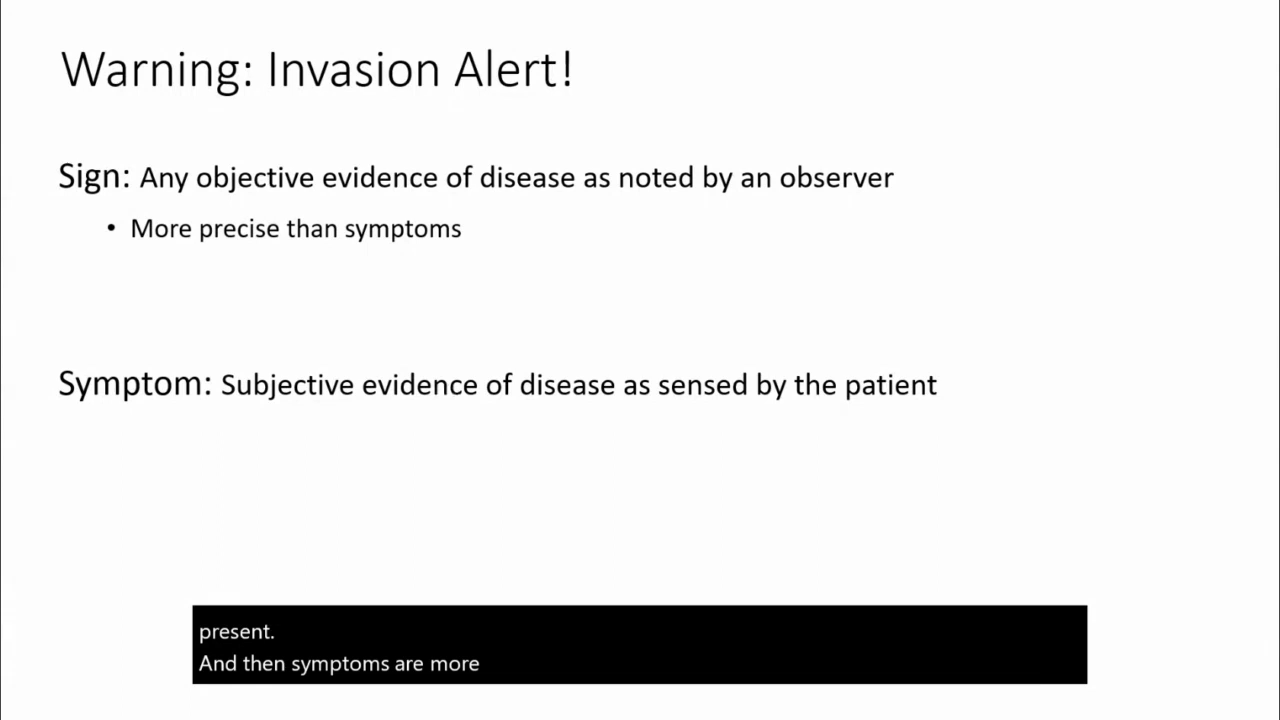 Warning: Invasion Alert!
Sign: Any objective evidence of disease as noted by an observer
• More precise than symptoms
Symptom: Subjective evidence of disease as sensed by the patient
present.
And then symptoms are more